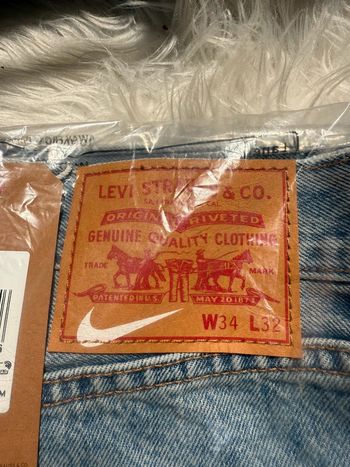 LEVI STRAUSS & CO.
ORIGINAL RIVETED
GENUINE QUALITY CLOTHING
TRADE MARK
PATENTED IN U.S. MAY 20 1873
W34 L32
M